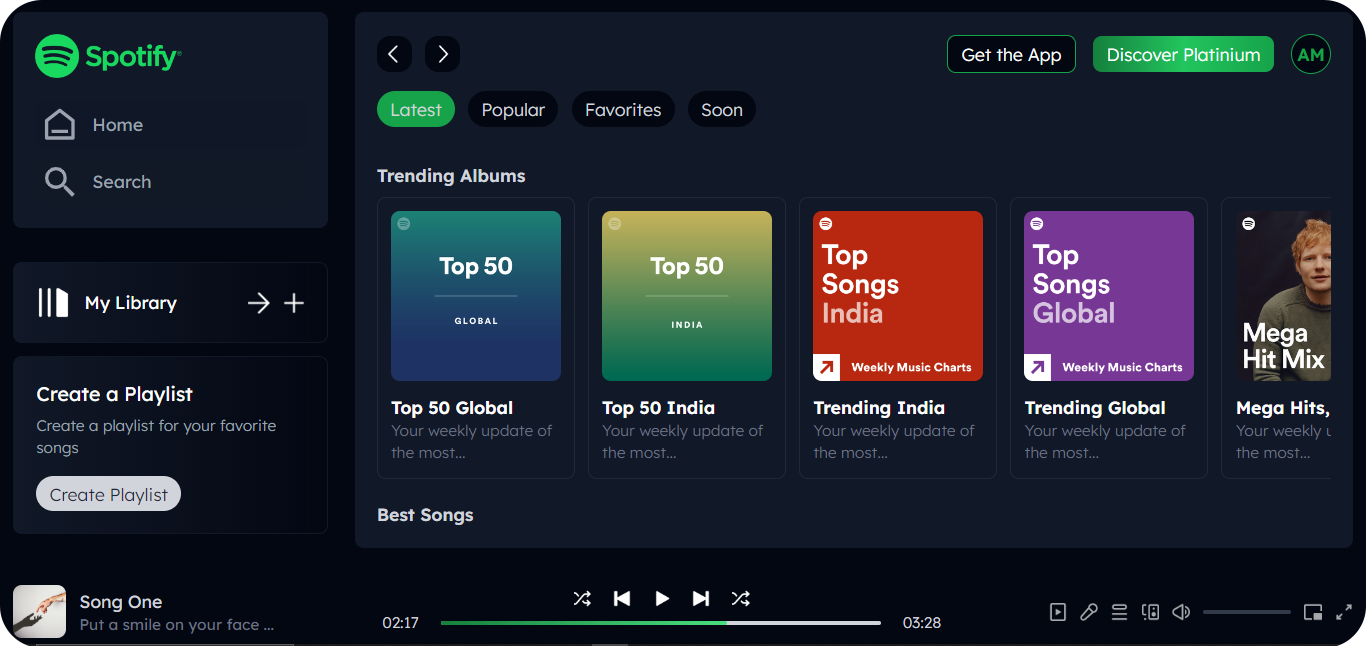 Spotify
Home
Search
My Library
Create a Playlist
Create a playlist for your favorite
songs
Create Playlist
Get the App
Discover Platinium
AM
Latest
Popular
Favorites
Soon
Trending Albums
Top 50
GLOBAL
Top 50 Global
Your weekly update of
the most...
Top 50
INDIA
Top 50 India
Your weekly update of
the most...
Top
Songs
India
Weekly Music Charts
Trending India
Your weekly update of
the most...
Top
Songs
Global
Weekly Music Charts
Trending Global
Your weekly update of
the most...
Mega
Hit Mix
Mega Hits,
Your weekly
the most...
Best Songs
Song One
Put a smile on your face ...
02:17
03:28